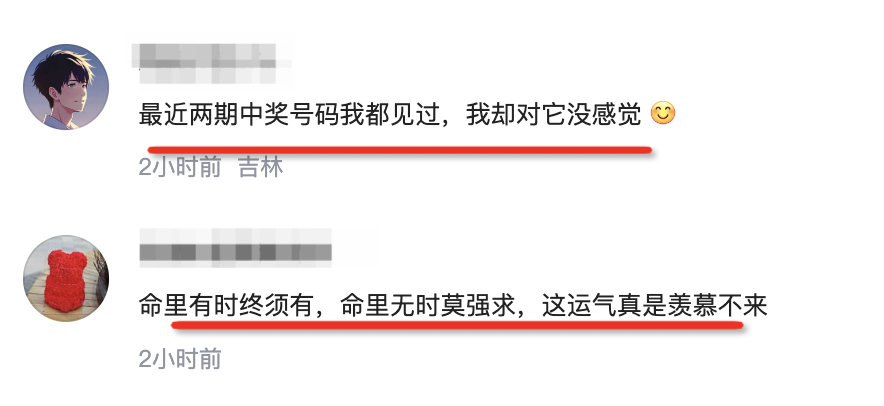 最近两期中奖号码我都见过，我却对它没感觉 😊
2小时前 吉林
命里有时终须有，命里无时莫强求，这运气真是羡慕不来
2小时前